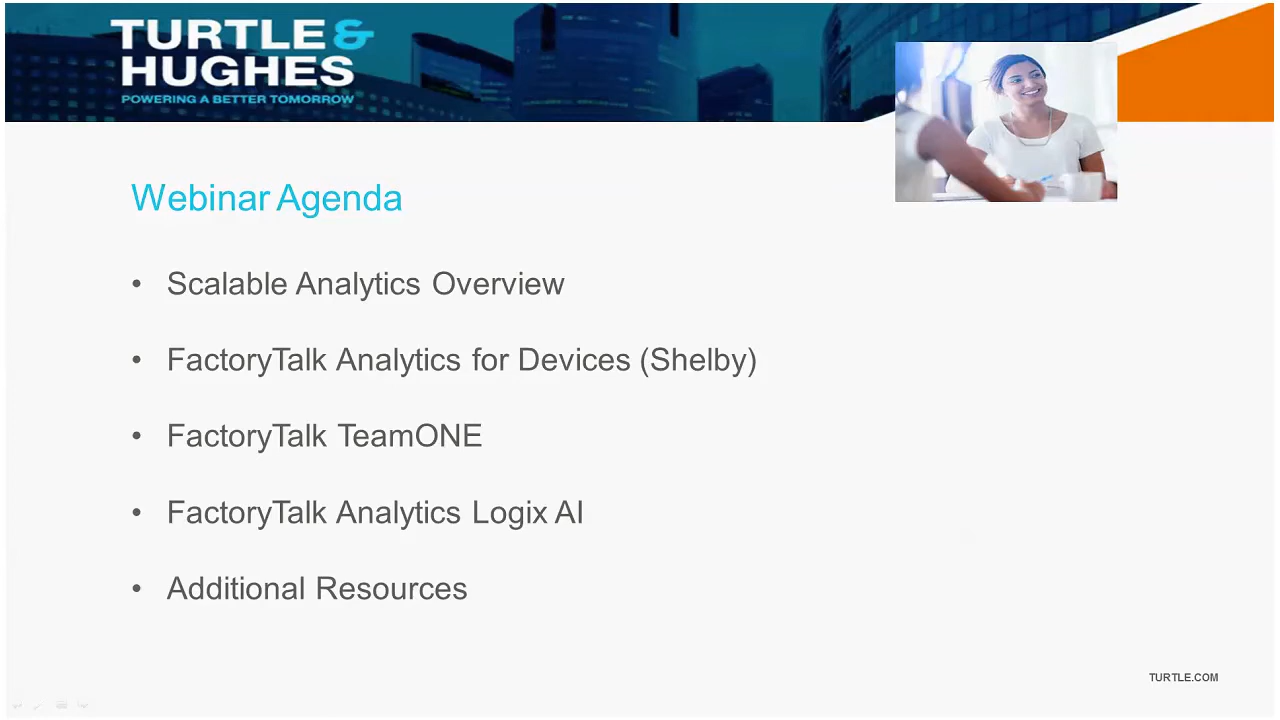 TURTLE &
HUGHES
POWERING A BETTER TOMORROW
Webinar Agenda
• Scalable Analytics Overview
• FactoryTalk Analytics for Devices (Shelby)
• FactoryTalk TeamONE
• FactoryTalk Analytics Logix AI
• Additional Resources
TURTLE.COM